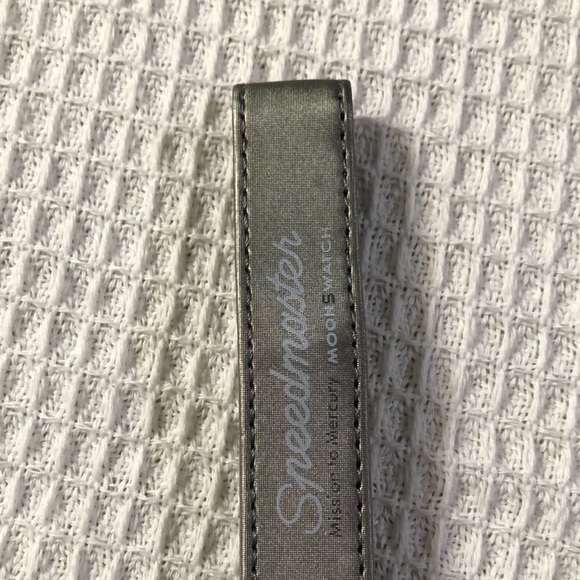 Speedmaster
Mission to Mercury MOONSWATCH